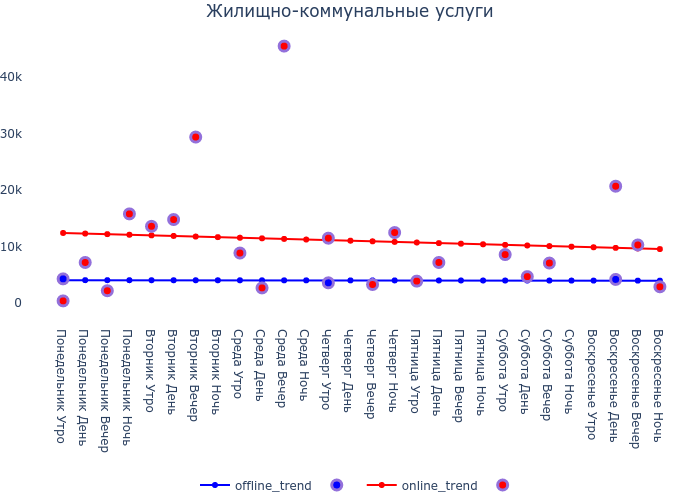 Жилищно-коммунальные услуги
40k
30k
20k
10k
0
Понедельник Утро
Понедельник День
Понедельник Вечер
Понедельник Ночь
Вторник Утро
Вторник День
Вторник Вечер
Вторник Ночь
Среда Утро
Среда День
Среда Вечер
Среда Ночь
Четверг Утро
Четверг День
Четверг Вечер
Четверг Ночь
Пятница Утро
Пятница День
Пятница Вечер
Пятница Ночь
Суббота Утро
Суббота День
Суббота Вечер
Суббота Ночь
Воскресенье Утро
Воскресенье День
Воскресенье Вечер
Воскресенье Ночь
offline_trend
online_trend